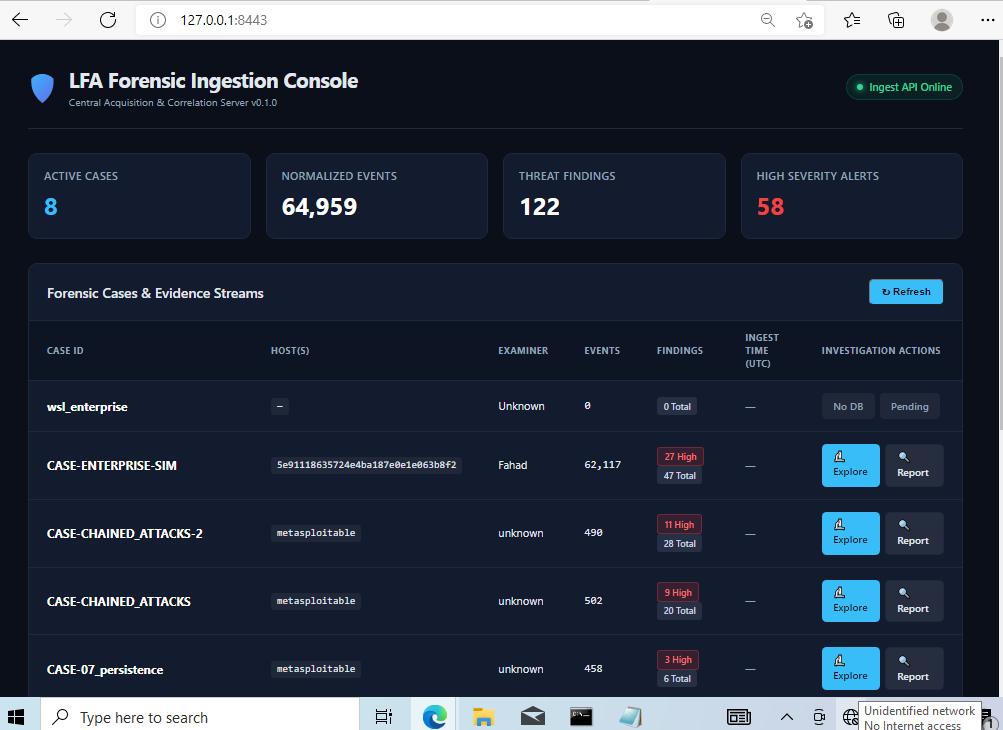 127.0.0.1:8443
LFA Forensic Ingestion Console
Central Acquisition & Correlation Server v0.1.0
Ingest API Online
ACTIVE CASES
8
NORMALIZED EVENTS
64,959
THREAT FINDINGS
122
HIGH SEVERITY ALERTS
58
Forensic Cases & Evidence Streams
↻ Refresh
CASE ID HOST(S) EXAMINER EVENTS FINDINGS INGEST TIME (UTC) INVESTIGATION ACTIONS
wsl_enterprise – Unknown 0 0 Total — No DB Pending
CASE-ENTERPRISE-SIM 5e91118635724e4ba187e0e1e063b8f2 Fahad 62,117 27 High 47 Total — Explore Report
CASE-CHAINED_ATTACKS-2 metasploitable unknown 490 11 High 28 Total — Explore Report
CASE-CHAINED_ATTACKS metasploitable unknown 502 9 High 20 Total — Explore Report
CASE-07_persistence metasploitable unknown 458 3 High 6 Total — Explore Report
Type here to search
Unidentified network
No Internet access
1